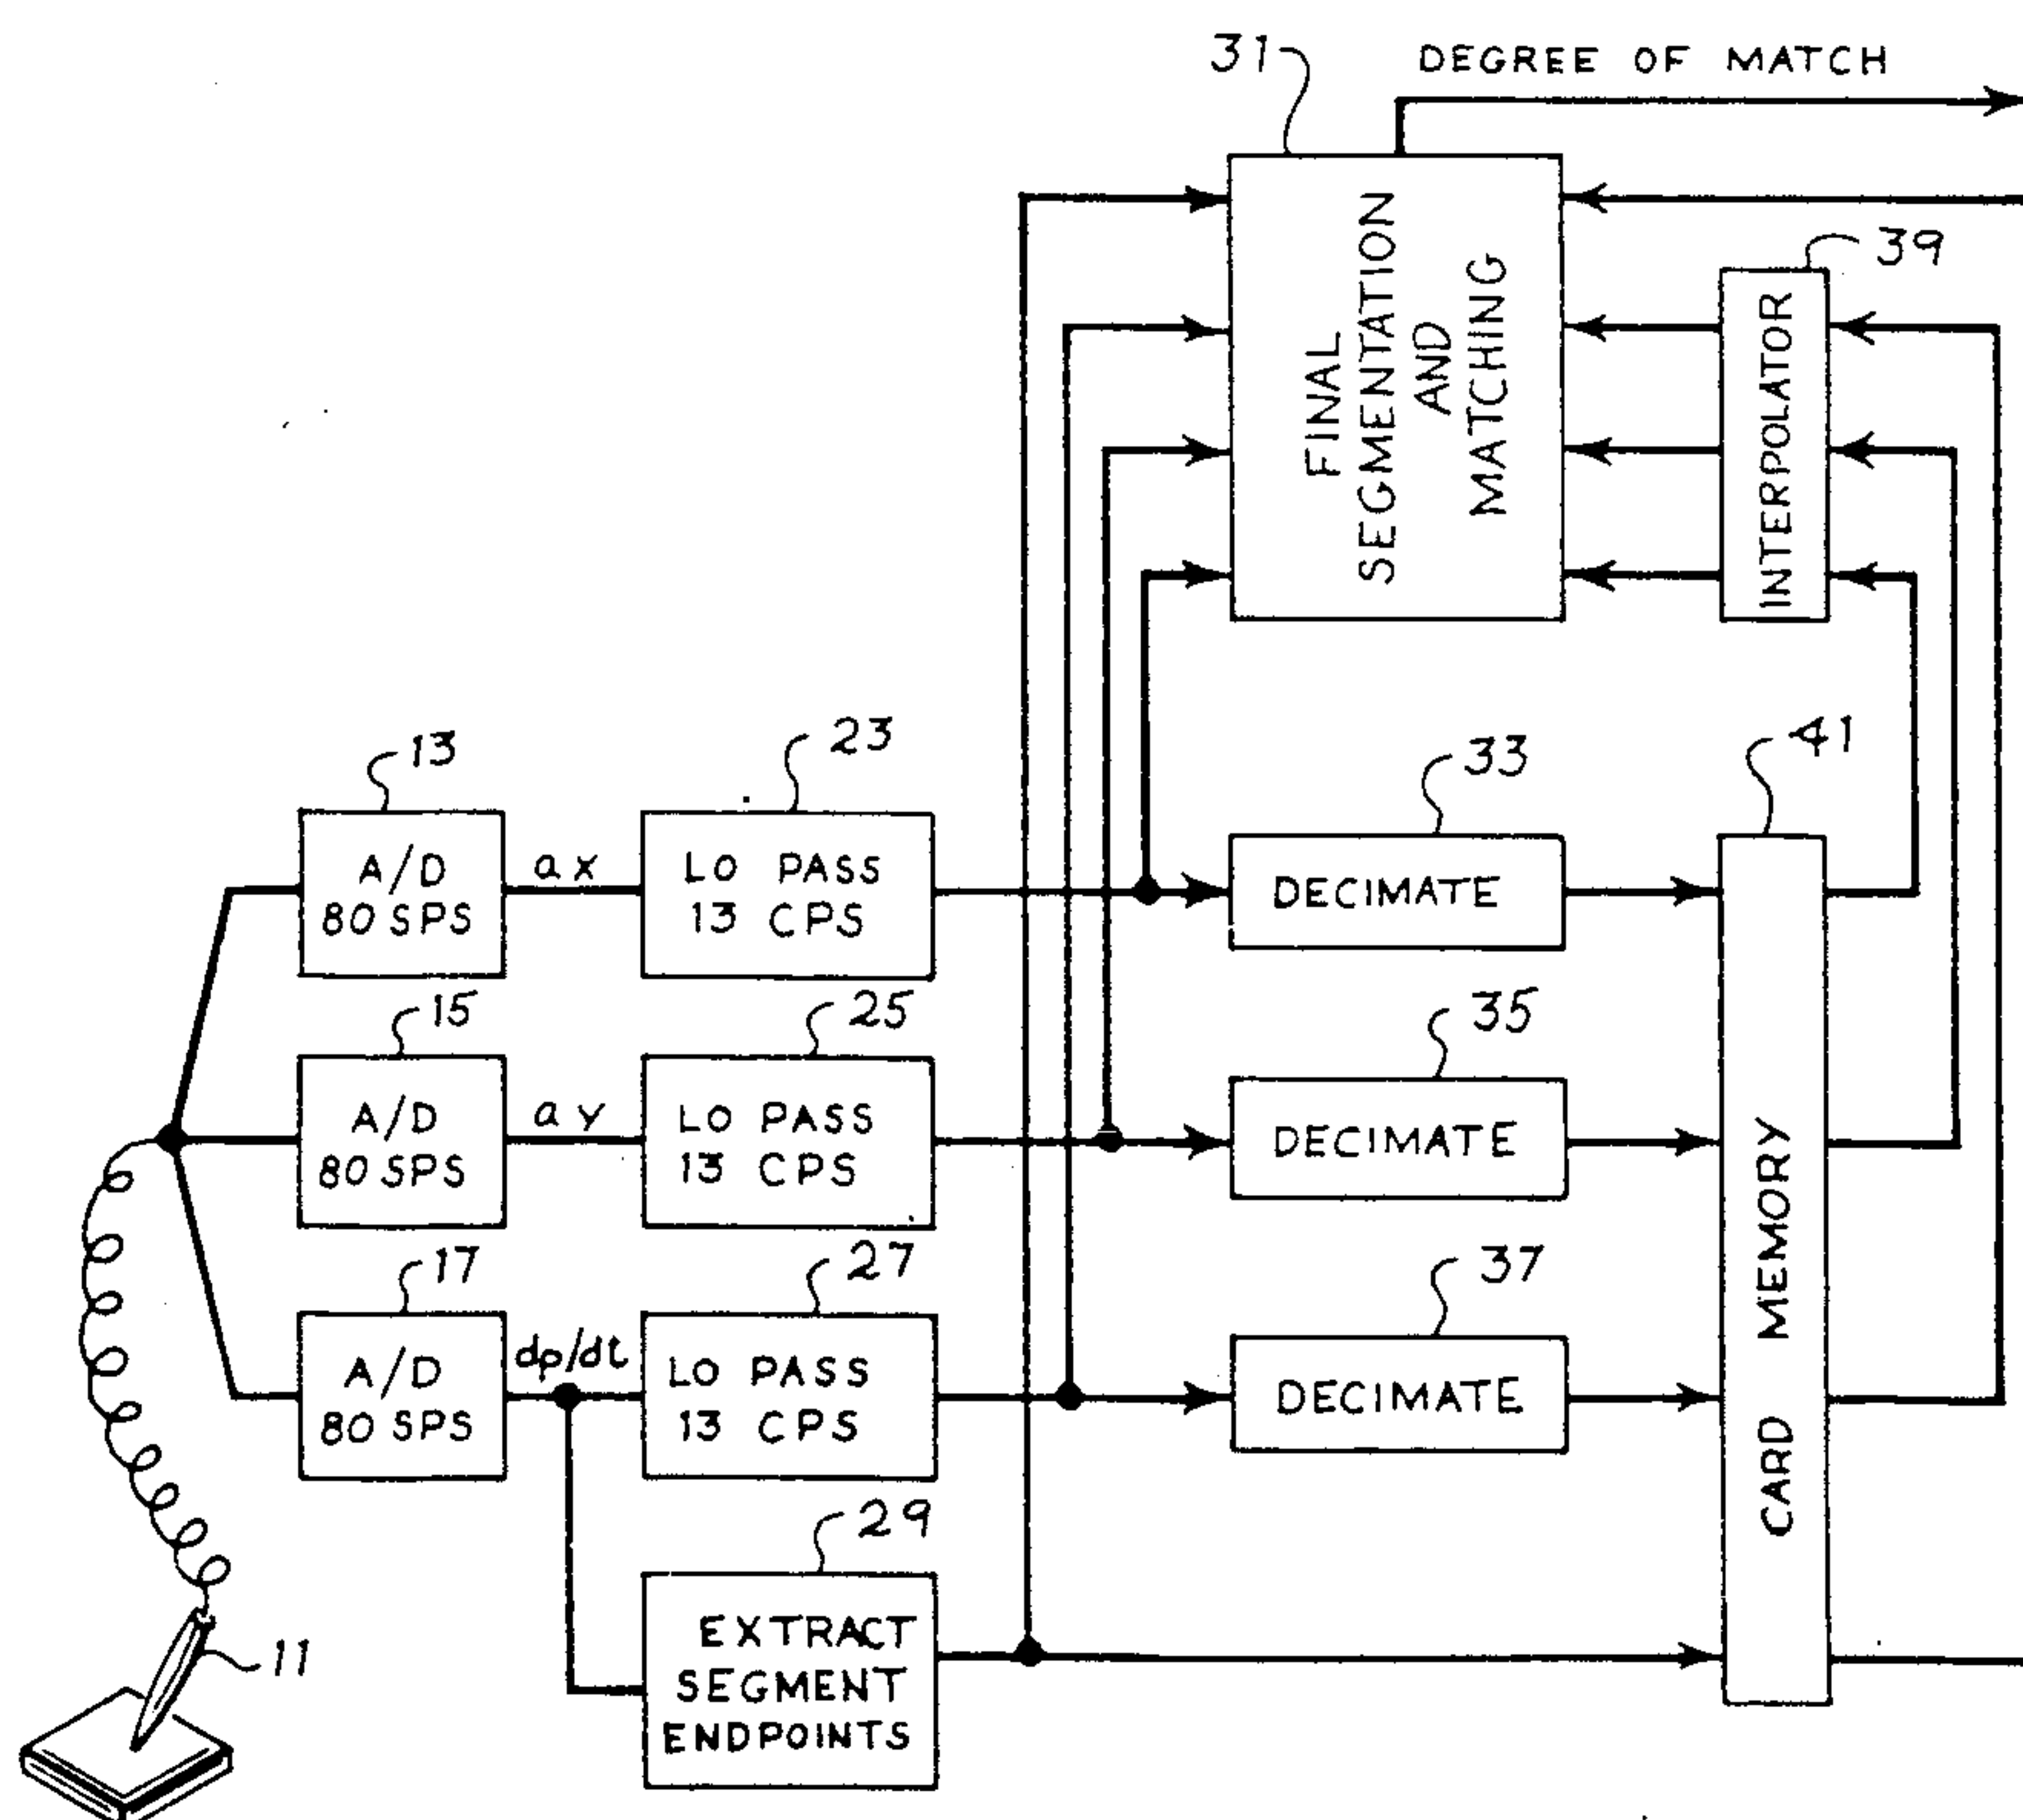 31
DEGREE OF MATCH
FINAL
SEGMENTATION
AND
MATCHING
39
INTERPOLATOR
13
A/D
80 SPS
ax
23
LO PASS
13 CPS
33
DECIMATE
41
CARD MEMORY
15
A/D
80 SPS
ay
25
LO PASS
13 CPS
35
DECIMATE
17
A/D
80 SPS
dp/dt
27
LO PASS
13 CPS
37
DECIMATE
29
EXTRACT
SEGMENT
ENDPOINTS
11